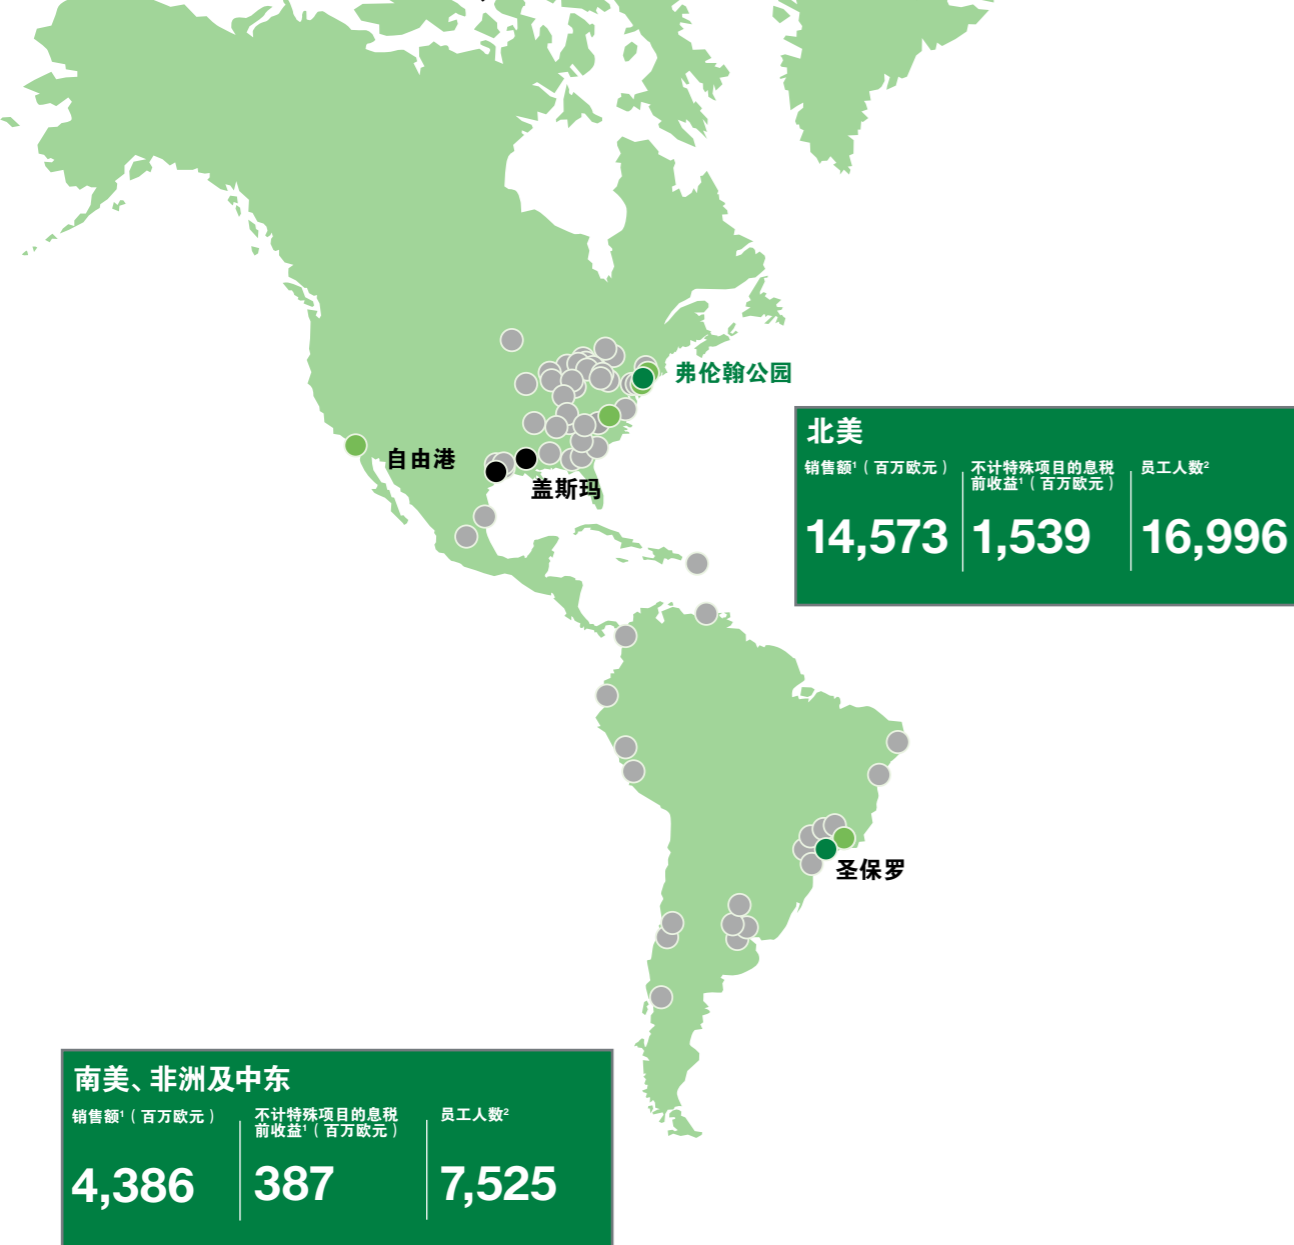 弗伦翰公园
北美
销售额¹（百万欧元）
不计特殊项目的息税
前收益¹（百万欧元）
员工人数²
14,573
1,539
16,996
自由港
盖斯玛
圣保罗
南美、非洲及中东
销售额¹（百万欧元）
不计特殊项目的息税
前收益¹（百万欧元）
员工人数²
4,386
387
7,525